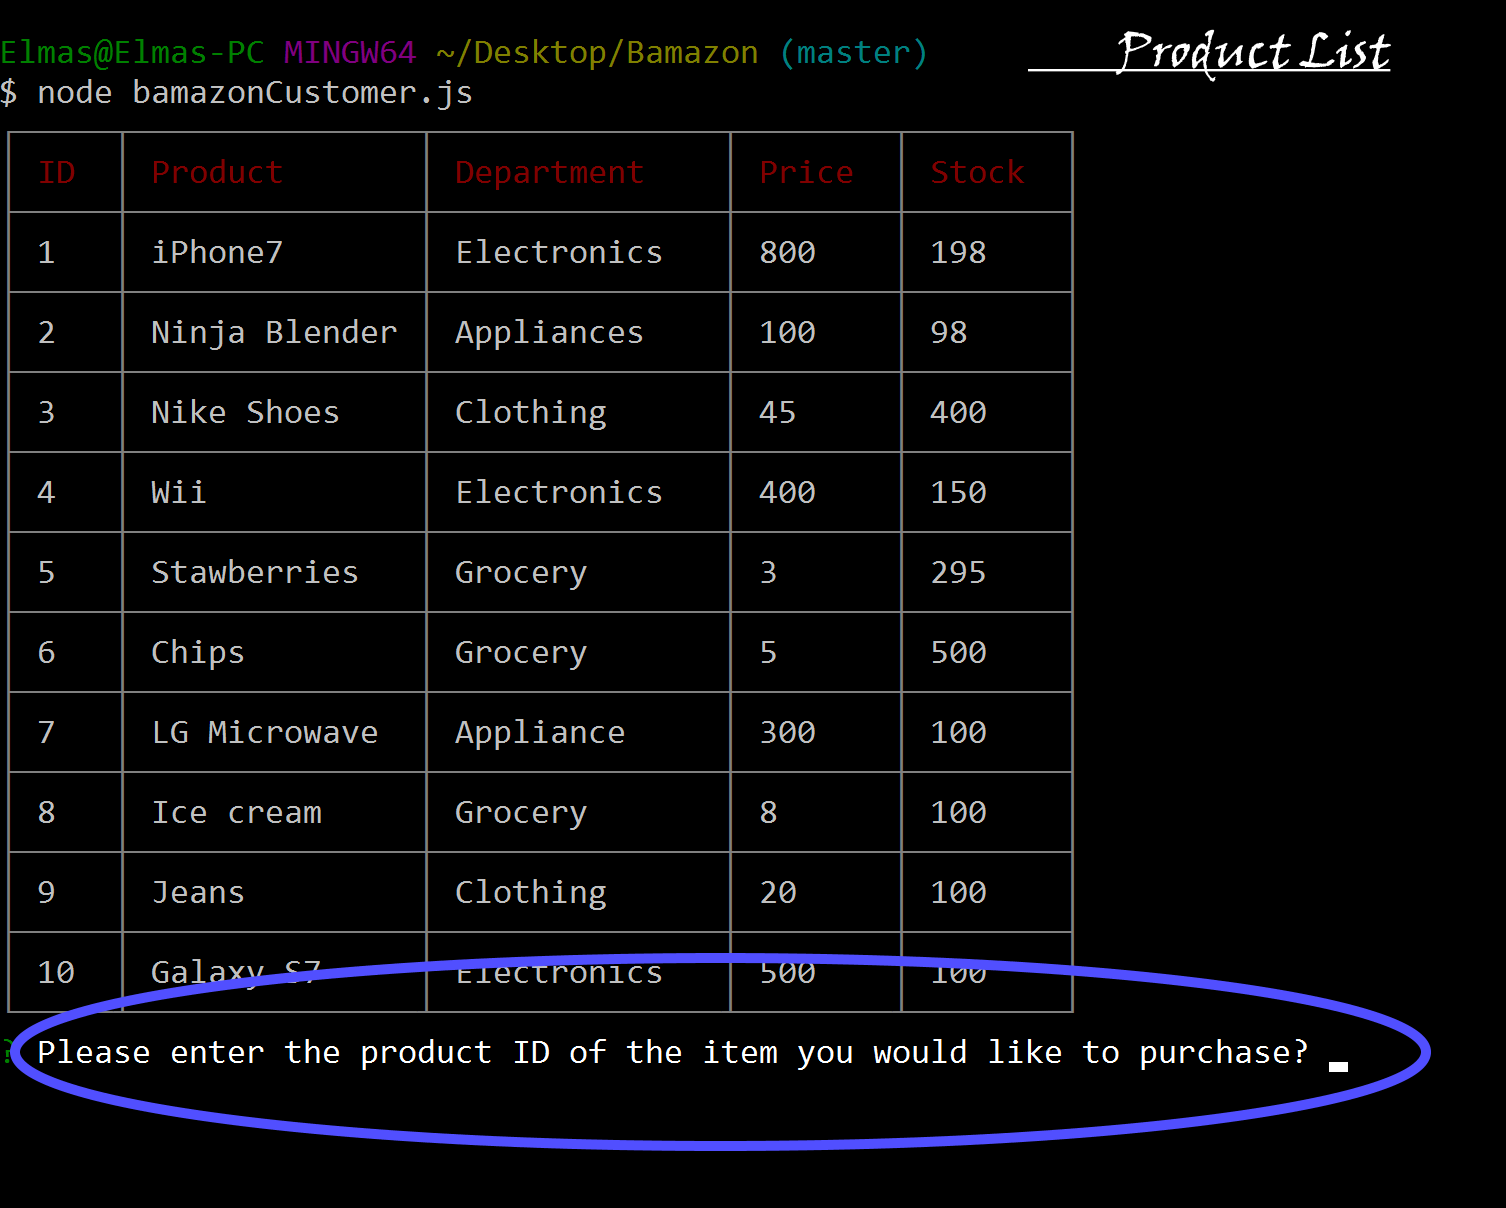 Elmas@Elmas-PC MINGW64 ~/Desktop/Bamazon (master)
Product List
$ node bamazonCustomer.js
ID Product Department Price Stock
1 iPhone7 Electronics 800 198
2 Ninja Blender Appliances 100 98
3 Nike Shoes Clothing 45 400
4 Wii Electronics 400 150
5 Stawberries Grocery 3 295
6 Chips Grocery 5 500
7 LG Microwave Appliance 300 100
8 Ice cream Grocery 8 100
9 Jeans Clothing 20 100
10 Galaxy S7 Electronics 500 100
? Please enter the product ID of the item you would like to purchase?